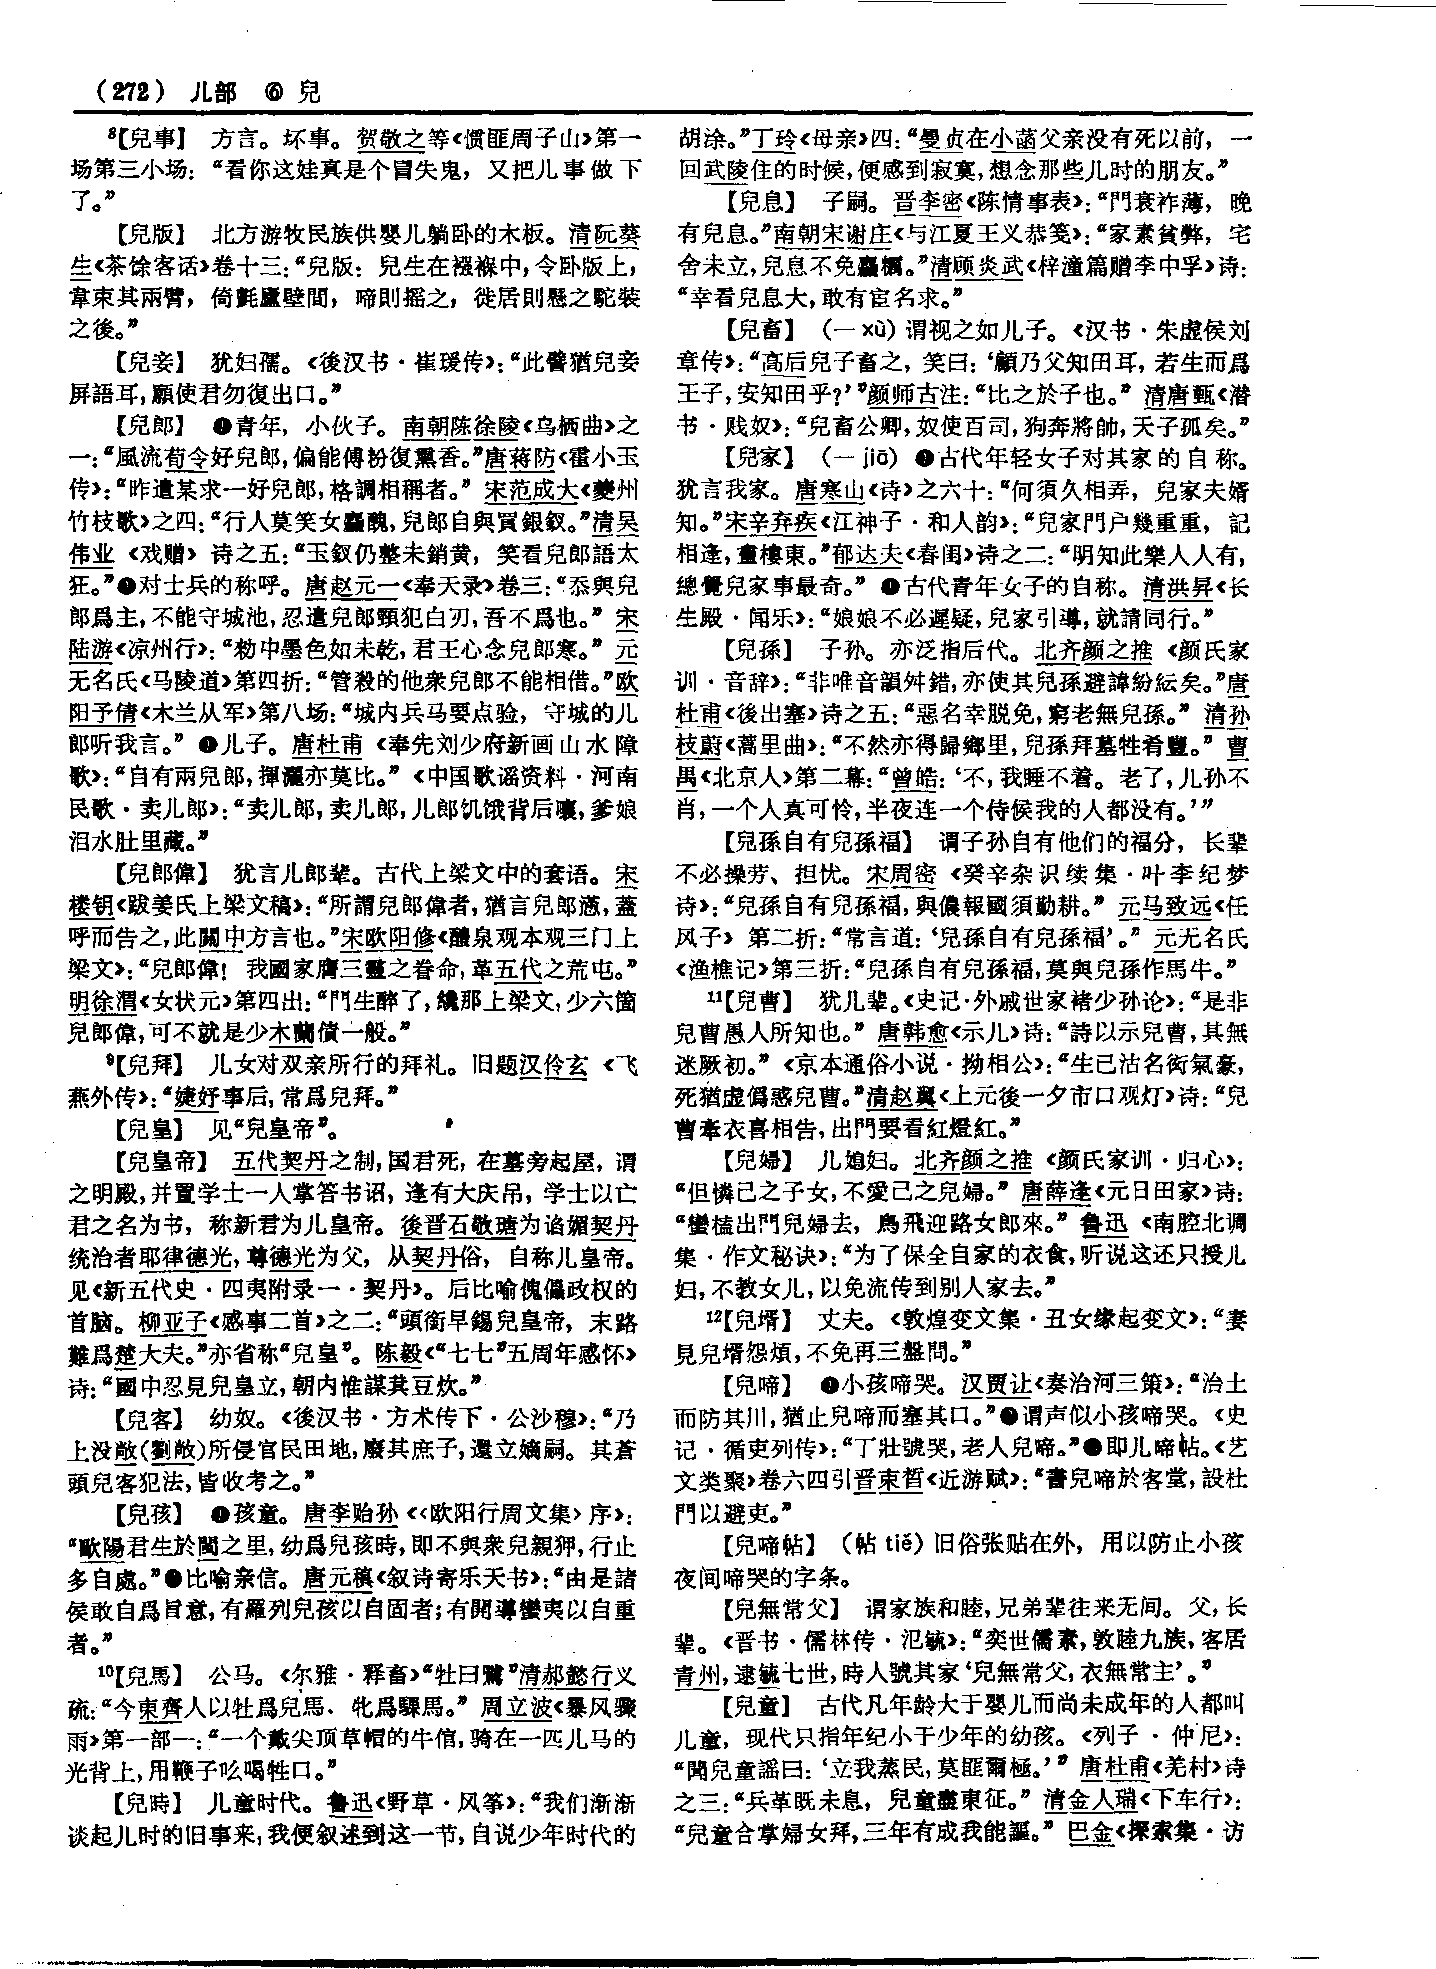 （272） 儿部 ⑥ 兒
⁸【兒事】 方言。坏事。贺敬之等《惯匪周子山》第一
场第三小场：“看你这娃真是个冒失鬼，又把儿事做下
了。”
【兒版】 北方游牧民族供婴儿躺卧的木板。清阮葵
生《茶馀客话》卷十三：“兒版：兒生在襁褓中，令卧版上，
韋束其兩臂，倚氈廬壁間，啼則摇之，徙居則懸之駝装
之後。”
【兒妾】 犹妇孺。《後汉书·崔瑗传》：“此譬猶兒妾
屏語耳，願使君勿復出口。”
【兒郎】 ❶青年，小伙子。南朝陈徐陵《乌栖曲》之
一：“風流荀令好兒郎，偏能傅粉復熏香。”唐蒋防《霍小玉
传》：“昨遣某求一好兒郎，格調相稱者。”宋范成大《夔州
竹枝歌》之四：“行人莫笑女麤醜，兒郎自與買銀釵。”清吴
伟业《戏赠》诗之五：“玉釵仍整未銷黄，笑看兒郎語太
狂。”❷对士兵的称呼。唐赵元一《奉天录》卷三：“忝與兒
郎爲主，不能守城池，忍遣兒郎頸犯白刃，吾不爲也。”宋
陆游《凉州行》：“勑中墨色如未乾，君王心念兒郎寒。”元
无名氏《马陵道》第四折：“管殺的他衆兒郎不能相借。”欧
阳予倩《木兰从军》第八场：“城内兵马要点验，守城的儿
郎听我言。”❸儿子。唐杜甫《奉先刘少府新画山水障
歌》：“自有兩兒郎，揮灑亦莫比。”《中国歌谣资料·河南
民歌·卖儿郎》：“卖儿郎，卖儿郎，儿郎饥饿背后嚷，爹娘
泪水肚里藏。”
【兒郎偉】 犹言儿郎辈。古代上梁文中的套语。宋
楼钥《跋姜氏上梁文稿》：“所謂兒郎偉者，猶言兒郎懣，蓋
呼而告之，此關中方言也。”宋欧阳修《醴泉观本观三门上
梁文》：“兒郎偉！我國家膺三靈之眷命，革五代之荒屯。”
明徐渭《女状元》第四出：“門生醉了，纔那上梁文，少六箇
兒郎偉，可不就是少木蘭債一般。”
⁹【兒拜】 儿女对双亲所行的拜礼。旧题汉伶玄《飞
燕外传》：“婕妤事后，常爲兒拜。”
【兒皇】 见“兒皇帝”。
【兒皇帝】 五代契丹之制，国君死，在墓旁起屋，谓
之明殿，并置学士一人掌答书诏，逢有大庆吊，学士以亡
君之名为书，称新君为儿皇帝。後晋石敬瑭为谄媚契丹
统治者耶律德光，尊德光为父，从契丹俗，自称儿皇帝。
见《新五代史·四夷附录一·契丹》。后比喻傀儡政权的
首脑。柳亚子《感事二首》之二：“頭銜早錫兒皇帝，末路
難爲楚大夫。”亦省称“兒皇”。陈毅《“七七”五周年感怀》
诗：“國中忍見兒皇立，朝内惟謀萁豆炊。”
【兒客】 幼奴。《後汉书·方术传下·公沙穆》：“乃
上没敞（劉敞）所侵官民田地，廢其庶子，還立嫡嗣。其蒼
頭兒客犯法，皆收考之。”
【兒孩】 ❶孩童。唐李贻孙《〈欧阳行周文集〉序》：
“歐陽君生於閩之里，幼爲兒孩時，即不與衆兒親狎，行止
多自處。”❷比喻亲信。唐元稹《叙诗寄乐天书》：“由是諸
侯敢自爲旨意，有羅列兒孩以自固者；有開導蠻夷以自重
者。”
¹⁰【兒馬】 公马。《尔雅·释畜》“牡曰騭”清郝懿行义
疏：“今東齊人以牡爲兒馬，牝爲騍馬。”周立波《暴风骤
雨》第一部一：“一个戴尖顶草帽的牛倌，骑在一匹儿马的
光背上，用鞭子吆喝牲口。”
【兒時】 儿童时代。鲁迅《野草·风筝》：“我们渐渐
谈起儿时的旧事来，我便叙述到这一节，自说少年时代的
胡涂。”丁玲《母亲》四：“曼贞在小菡父亲没有死以前，一
回武陵住的时候，便感到寂寞，想念那些儿时的朋友。”
【兒息】 子嗣。晋李密《陈情事表》：“門衰祚薄，晚
有兒息。”南朝宋谢庄《与江夏王义恭笺》：“家素貧弊，宅
舍未立，兒息不免麤糲。”清顾炎武《梓潼篇赠李中孚》诗：
“幸看兒息大，敢有宦名求。”
【兒畜】 （一 xù）谓视之如儿子。《汉书·朱虚侯刘
章传》：“高后兒子畜之，笑曰：‘顧乃父知田耳，若生而爲
王子，安知田乎？’”颜师古注：“比之於子也。”清唐甄《潜
书·贱奴》：“兒畜公卿，奴使百司，狗奔將帥，天子孤矣。”
【兒家】 （一 jiā）❶古代年轻女子对其家的自称。
犹言我家。唐寒山《诗》之六十：“何須久相弄，兒家夫婿
知。”宋辛弃疾《江神子·和人韵》：“兒家門户幾重重，記
相逢，畫樓東。”郁达夫《春闺》诗之二：“明知此樂人人有，
總覺兒家事最奇。”❷古代青年女子的自称。清洪昇《长
生殿·闻乐》：“娘娘不必遲疑，兒家引導，就請同行。”
【兒孫】 子孙。亦泛指后代。北齐颜之推《颜氏家
训·音辞》：“非唯音韻舛錯，亦使其兒孫避諱紛紜矣。”唐
杜甫《後出塞》诗之五：“惡名幸脱免，窮老無兒孫。”清孙
枝蔚《蒿里曲》：“不然亦得歸鄉里，兒孫拜墓牲肴豐。”曹
禺《北京人》第二幕：“曾皓：‘不，我睡不着。老了，儿孙不
肖，一个人真可怜，半夜连一个侍候我的人都没有。’”
【兒孫自有兒孫福】 谓子孙自有他们的福分，长辈
不必操劳、担忧。宋周密《癸辛杂识续集·叶李纪梦
诗》：“兒孫自有兒孫福，與儂報國須勤耕。”元马致远《任
风子》第二折：“常言道：‘兒孫自有兒孫福’。”元无名氏
《渔樵记》第三折：“兒孫自有兒孫福，莫與兒孫作馬牛。”
¹¹【兒曹】 犹儿辈。《史记·外戚世家褚少孙论》：“是非
兒曹愚人所知也。”唐韩愈《示儿》诗：“詩以示兒曹，其無
迷厥初。”《京本通俗小说·拗相公》：“生已沽名衒氣豪，
死猶虚僞惑兒曹。”清赵翼《上元後一夕市口观灯》诗：“兒
曹牽衣喜相告，出門要看紅燈紅。”
【兒婦】 儿媳妇。北齐颜之推《颜氏家训·归心》：
“但憐己之子女，不愛己之兒婦。”唐薛逢《元日田家》诗：
“蠻榼出門兒婦去，鳥飛迎路女郎來。”鲁迅《南腔北调
集·作文秘诀》：“为了保全自家的衣食，听说这还只授儿
妇，不教女儿，以免流传到别人家去。”
¹²【兒壻】 丈夫。《敦煌变文集·丑女缘起变文》：“妻
見兒壻怨煩，不免再三盤問。”
【兒啼】 ❶小孩啼哭。汉贾让《奏治河三策》：“治土
而防其川，猶止兒啼而塞其口。”❷谓声似小孩啼哭。《史
记·循吏列传》：“丁壯號哭，老人兒啼。”❸即儿啼帖。《艺
文类聚》卷六四引晋束晳《近游赋》：“書兒啼於客堂，設杜
門以避吏。”
【兒啼帖】 （帖 tiě）旧俗张贴在外，用以防止小孩
夜间啼哭的字条。
【兒無常父】 谓家族和睦，兄弟辈往来无间。父，长
辈。《晋书·儒林传·氾毓》：“奕世儒素，敦睦九族，客居
青州，逮毓七世，時人號其家‘兒無常父，衣無常主’。”
【兒童】 古代凡年龄大于婴儿而尚未成年的人都叫
儿童，现代只指年纪小于少年的幼孩。《列子·仲尼》：
“聞兒童謡曰：‘立我蒸民，莫匪爾極。’”唐杜甫《羌村》诗
之三：“兵革既未息，兒童盡東征。”清金人瑞《下车行》：
“兒童合掌婦女拜，三年有成我能謳。”巴金《探索集·访